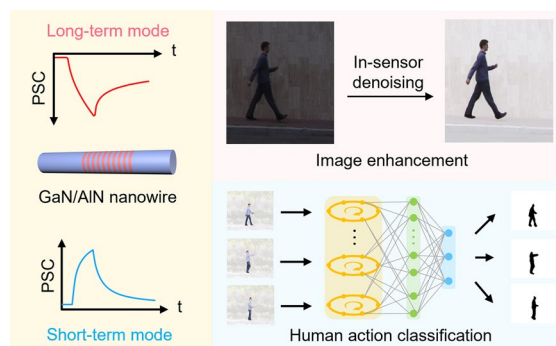 Long-term mode
t
PSC
GaN/AlN nanowire
PSC
t
Short-term mode
In-sensor
denoising
Image enhancement
Human action classification